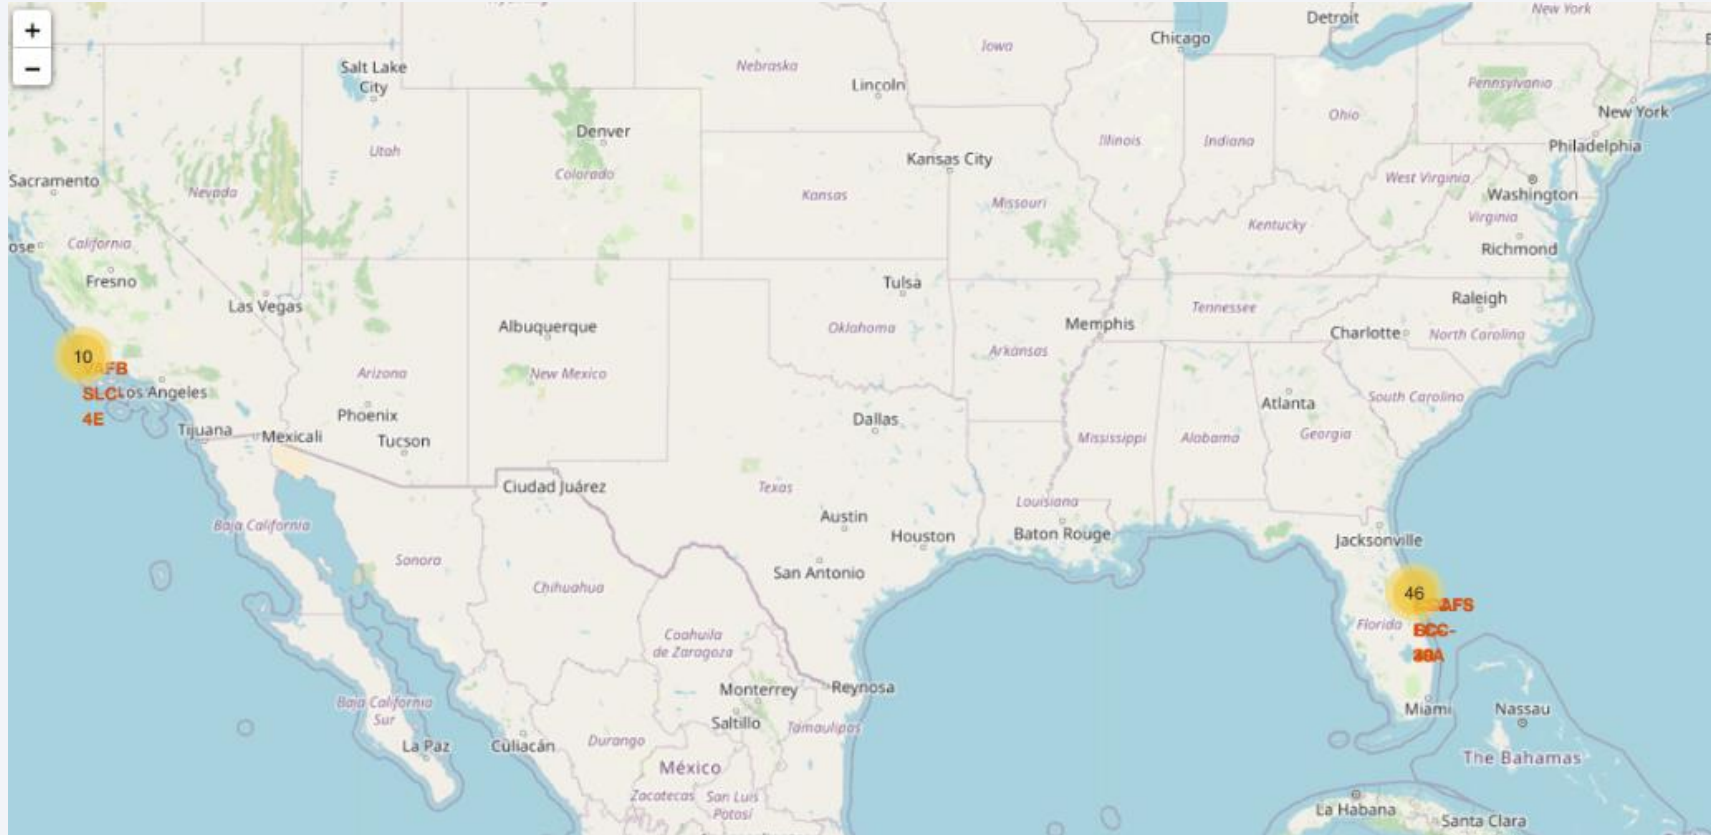 +
−
Detroit
New York
Chicago
Iowa
Salt Lake
City
Nebraska
Lincoln
Pennsylvania
New York
Ohio
Denver
Illinois
Indiana
Philadelphia
Utah
Kansas City
Colorado
Sacramento
West Virginia
Nevada
Kansas
Washington
Missouri
Virginia
Kentucky
California
ose
Richmond
Fresno
Tulsa
Las Vegas
Raleigh
Tennessee
Albuquerque
Oklahoma
Memphis
Charlotte
North Carolina
10
Arkansas
VAFB
Arizona
New Mexico
SLC-
Los Angeles
4E
South Carolina
Atlanta
Phoenix
Dallas
Tijuana
Mexicali
Tucson
Mississippi
Alabama
Georgia
Ciudad Juárez
Texas
Louisiana
Austin
Baja California
Houston
Baton Rouge
Jacksonville
Sonora
San Antonio
Chihuahua
46
AFS
Florida
Coahuila
de Zaragoza
Monterrey
Reynosa
Baja California
Sur
Saltillo
Tamaulipas
Miami
Nassau
La Paz
Culiacán
Durango
The Bahamas
México
Zacatecas
San Luis
Potosí
La Habana
Santa Clara